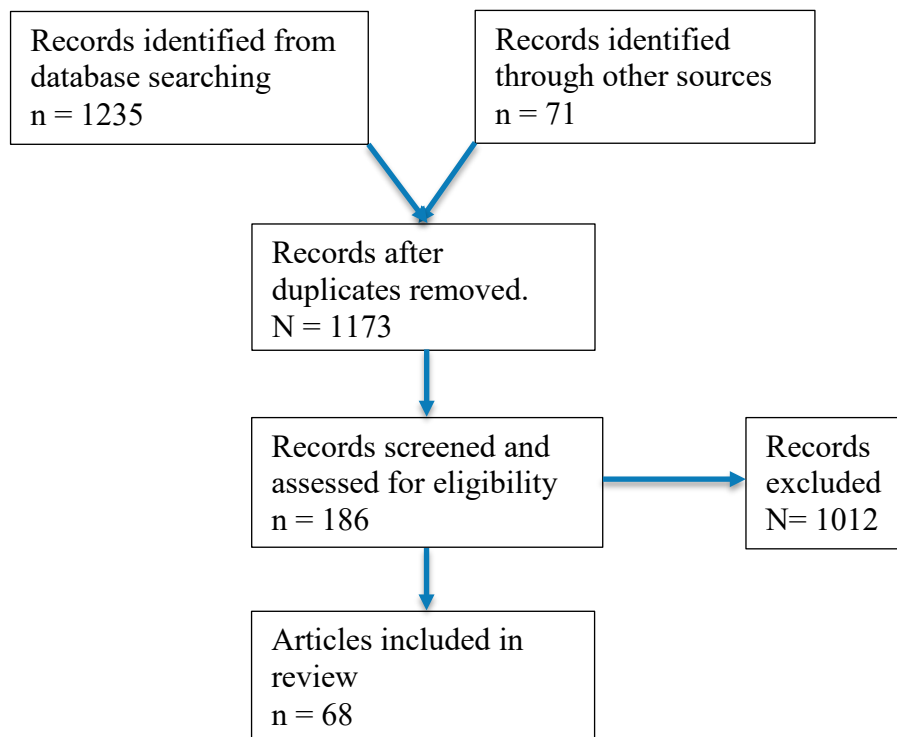 Records identified from
database searching
n = 1235
Records identified
through other sources
n = 71
Records after
duplicates removed.
N = 1173
Records screened and
assessed for eligibility
n = 186
Records
excluded
N= 1012
Articles included in
review
n = 68